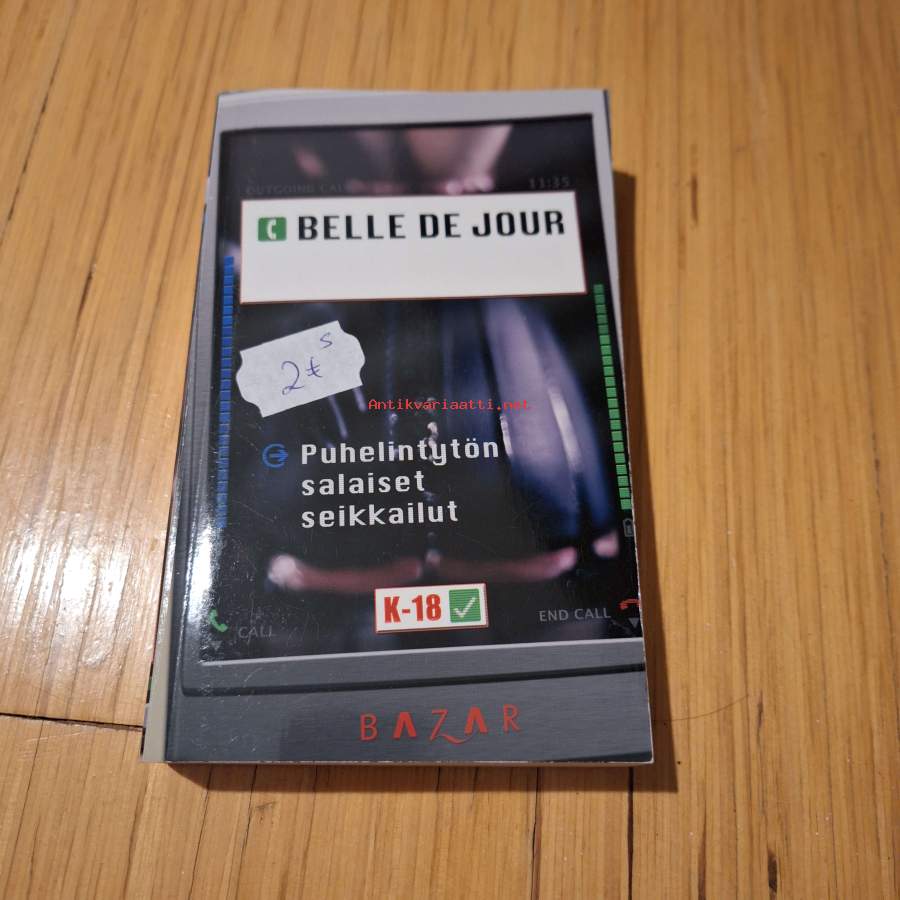 OUTGOING CALL
11:35
BELLE DE JOUR
S
2€
Antikvariaatti.net
Puhelintytön
salaiset
seikkailut
K-18
CALL
END CALL
BAZAR